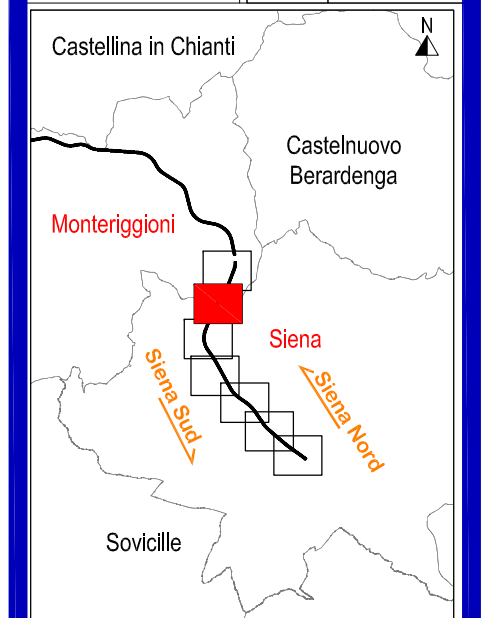 N
Castellina in Chianti
Castelnuovo
Berardenga
Monteriggioni
Siena
Siena Sud
Siena Nord
Sovicille